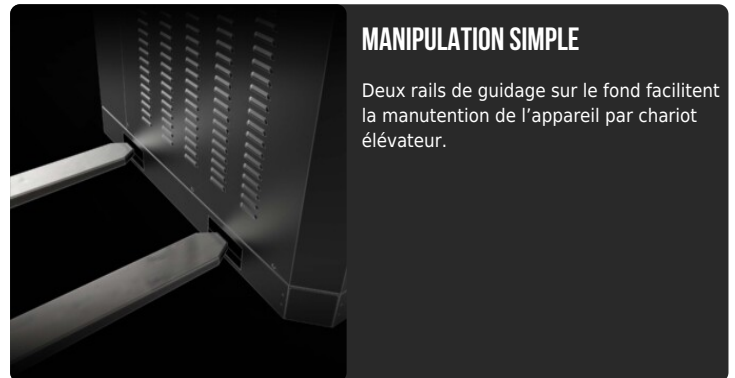 MANIPULATION SIMPLE
Deux rails de guidage sur le fond facilitent
la manutention de l’appareil par chariot
élévateur.